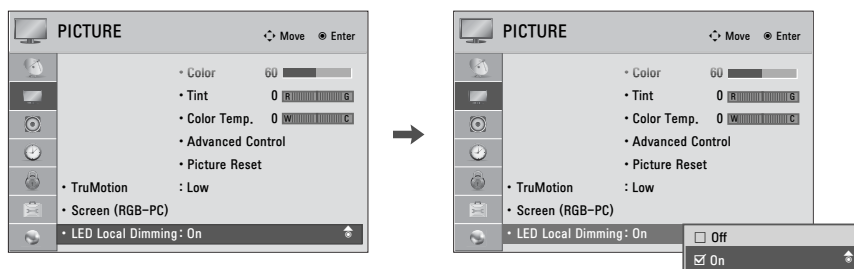 PICTURE Move Enter
• Color 60
• Tint 0 R G
• Color Temp. 0 W C
• Advanced Control
• Picture Reset
• TruMotion : Low
• Screen (RGB-PC)
• LED Local Dimming: On
PICTURE Move Enter
• Color 60
• Tint 0 R G
• Color Temp. 0 W C
• Advanced Control
• Picture Reset
• TruMotion : Low
• Screen (RGB-PC)
• LED Local Dimming: On
☐ Off
☑ On